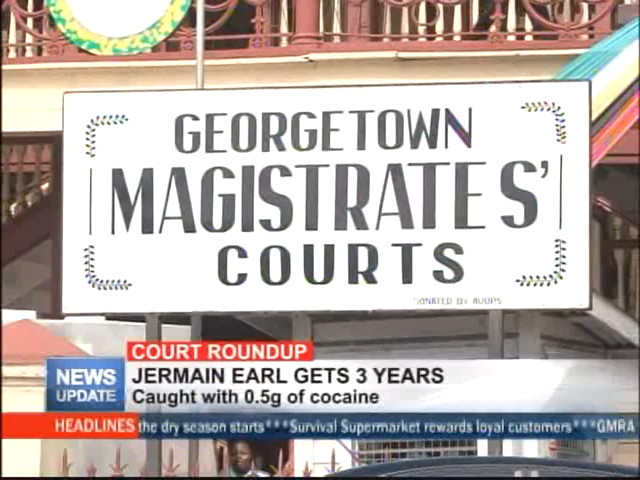 GEORGETOWN
MAGISTRATES'
COURTS
DONATED BY AUOPS
COURT ROUNDUP
NEWS
UPDATE
JERMAIN EARL GETS 3 YEARS
Caught with 0.5g of cocaine
HEADLINES the dry season starts***Survival Supermarket rewards loyal customers***GMRA